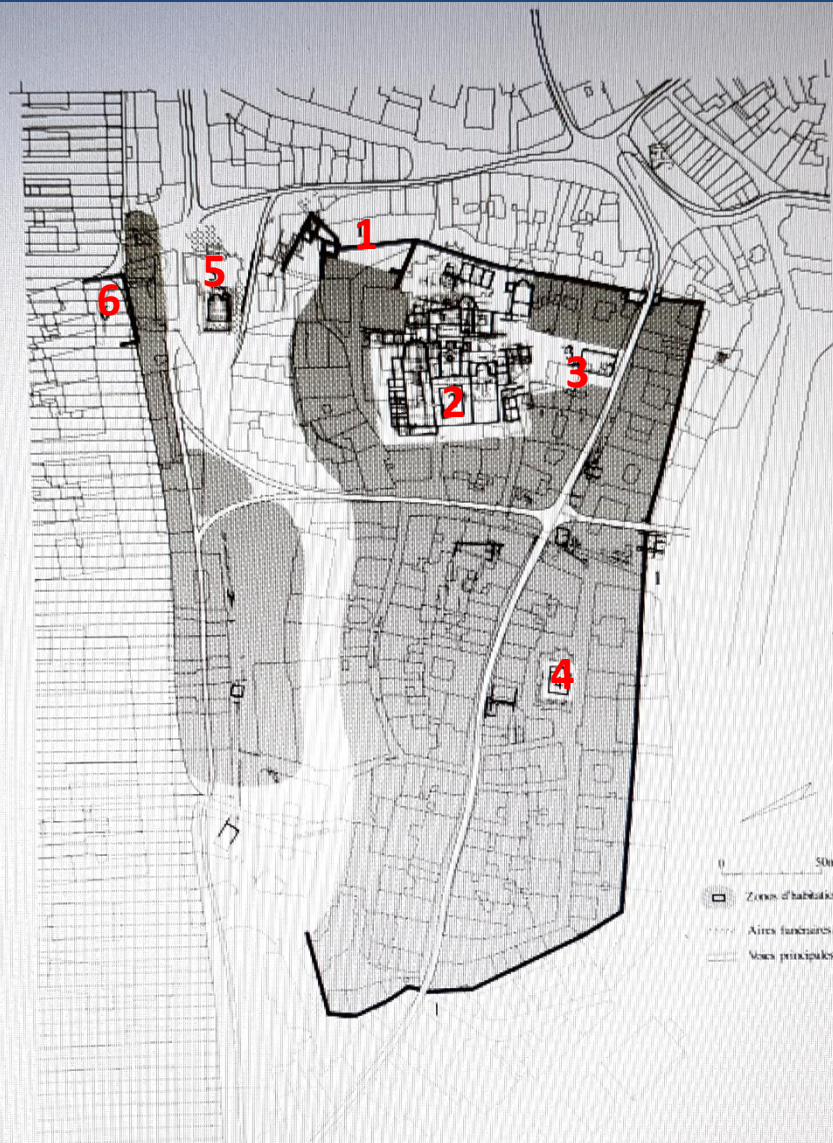 1
5
6
3
2
1
4
0 50m
Zones d'habitatio
Aires funéraires
Voies principales
1